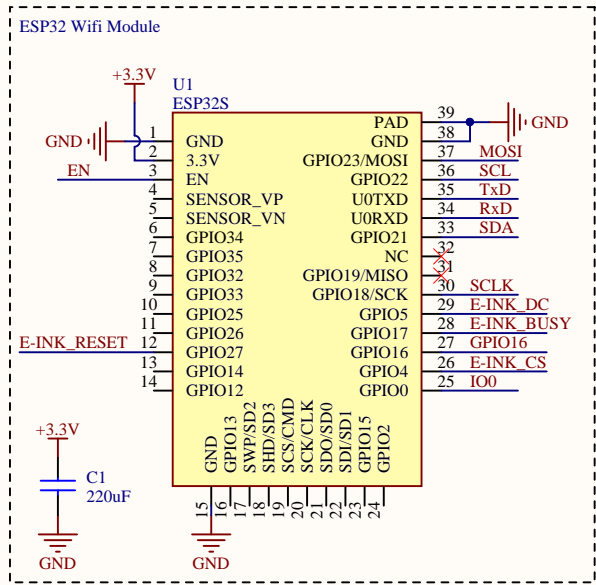 ESP32 Wifi Module
+3.3V
U1
ESP32S
GND
EN
E-INK_RESET
1 GND
2 3.3V
3 EN
4 SENSOR_VP
5 SENSOR_VN
6 GPIO34
7 GPIO35
8 GPIO32
9 GPIO33
10 GPIO25
11 GPIO26
12 GPIO27
13 GPIO14
14 GPIO12
PAD 39 GND
GND 38
GPIO23/MOSI 37 MOSI
GPIO22 36 SCL
U0TXD 35 TxD
U0RXD 34 RxD
GPIO21 33 SDA
NC 32
GPIO19/MISO 31
GPIO18/SCK 30 SCLK
GPIO5 29 E-INK_DC
GPIO17 28 E-INK_BUSY
GPIO16 27 GPIO16
GPIO4 26 E-INK_CS
GPIO0 25 IO0
GND 15
GPIO13 16
SWP/SD2 17
SHD/SD3 18
SCS/CMD 19
SCK/CLK 20
SDO/SD0 21
SDI/SD1 22
GPIO15 23
GPIO2 24
+3.3V
C1
220uF
GND
GND